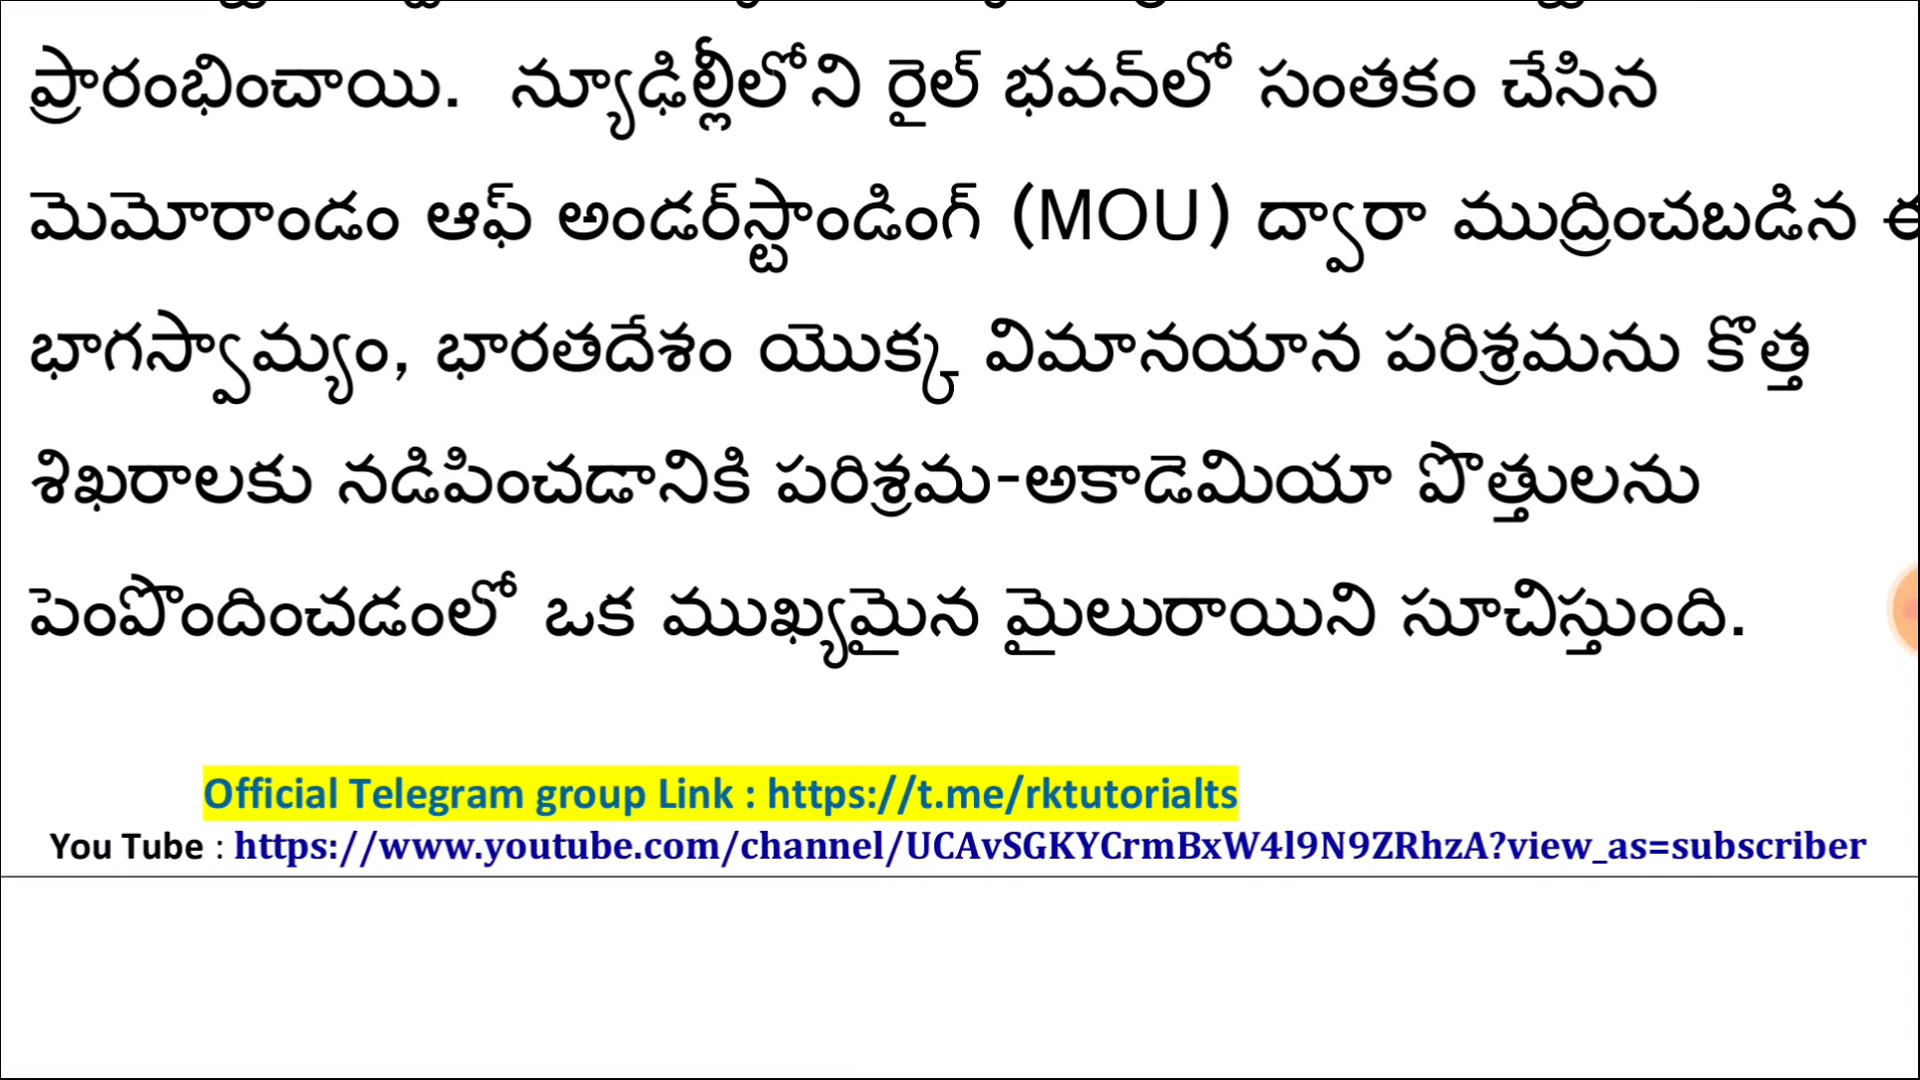 ప్రారంభించాయి. న్యూఢిల్లీలోని రైల్ భవన్‌లో సంతకం చేసిన
మెమోరాండం ఆఫ్ అండర్‌స్టాండింగ్ (MOU) ద్వారా ముద్రించబడిన ఈ
భాగస్వామ్యం, భారతదేశం యొక్క విమానయాన పరిశ్రమను కొత్త
శిఖరాలకు నడిపించడానికి పరిశ్రమ-అకాడెమియా పొత్తులను
పెంపొందించడంలో ఒక ముఖ్యమైన మైలురాయిని సూచిస్తుంది.
Official Telegram group Link : https://t.me/rktutorialts
You Tube : https://www.youtube.com/channel/UCAvSGKYCrmBxW4l9N9ZRhzA?view_as=subscriber